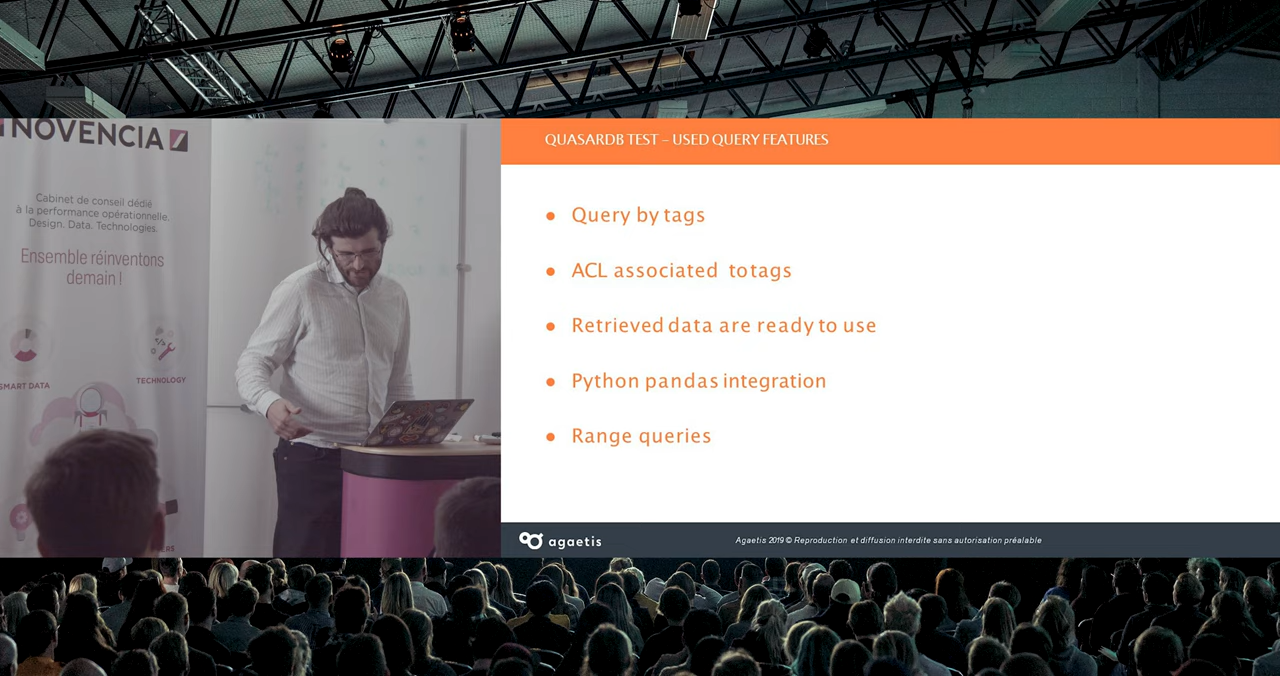 NOVENCIA
Cabinet de conseil dédié
à la performance opérationnelle.
Design. Data. Technologies.
Ensemble réinventons
demain !
SMART DATA
TECHNOLOGY
QUASARDB TEST – USED QUERY FEATURES
● Query by tags
● ACL associated to tags
● Retrieved data are ready to use
● Python pandas integration
● Range queries
agaetis
Agaetis 2019 © Reproduction et diffusion interdite sans autorisation préalable